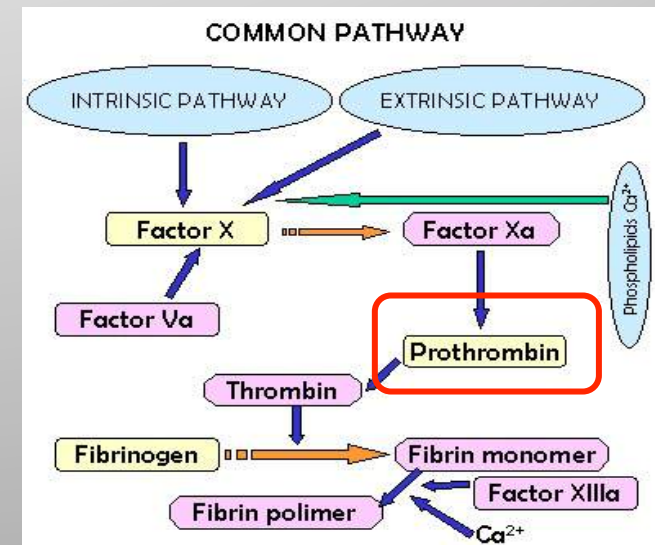 COMMON PATHWAY
INTRINSIC PATHWAY
EXTRINSIC PATHWAY
Phospholipids Ca²⁺
Factor X
Factor Xa
Factor Va
Prothrombin
Thrombin
Fibrinogen
Fibrin monomer
Factor XIIIa
Fibrin polimer
Ca²⁺